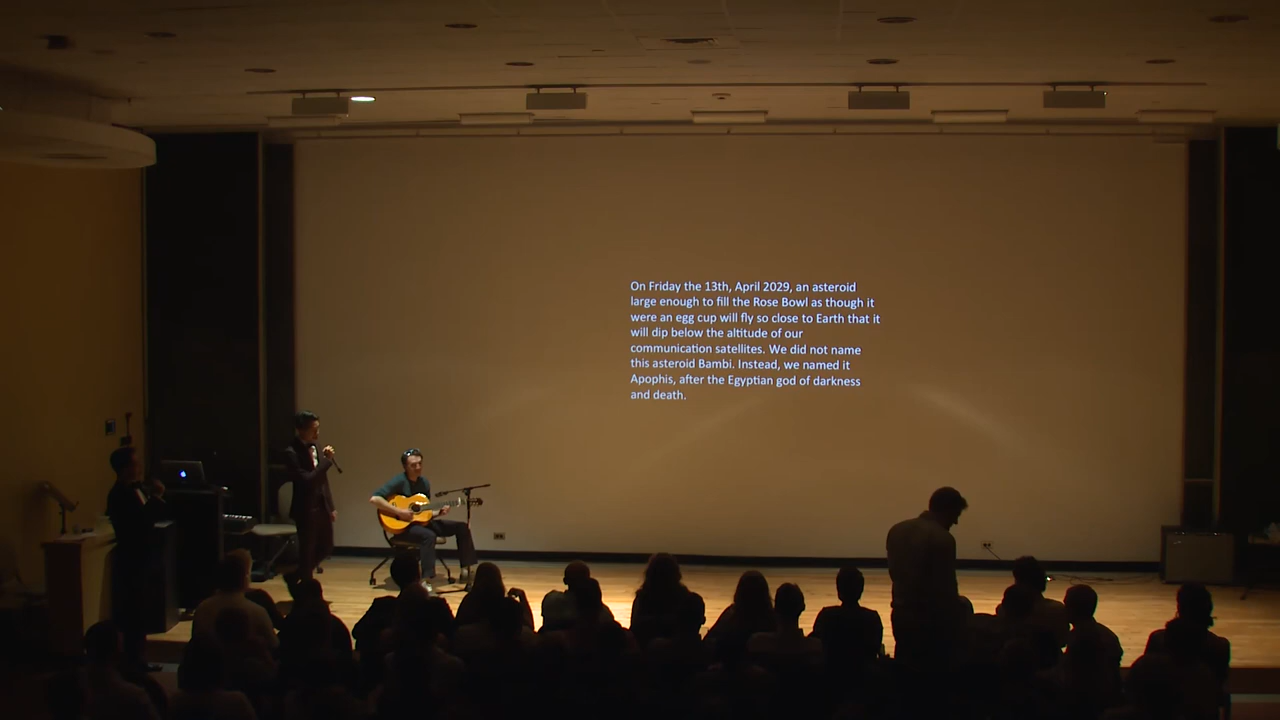 On Friday the 13th, April 2029, an asteroid
large enough to fill the Rose Bowl as though it
were an egg cup will fly so close to Earth that it
will dip below the altitude of our
communication satellites. We did not name
this asteroid Bambi. Instead, we named it
Apophis, after the Egyptian god of darkness
and death.